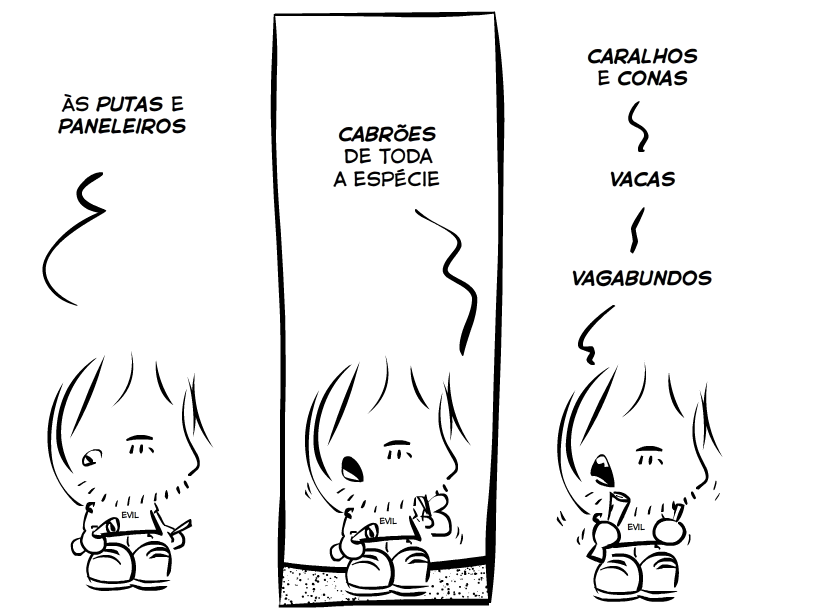 ÀS PUTAS E
PANELEIROS
EVIL
CABRÕES
DE TODA
A ESPÉCIE
EVIL
CARALHOS
E CONAS
VACAS
VAGABUNDOS
EVIL